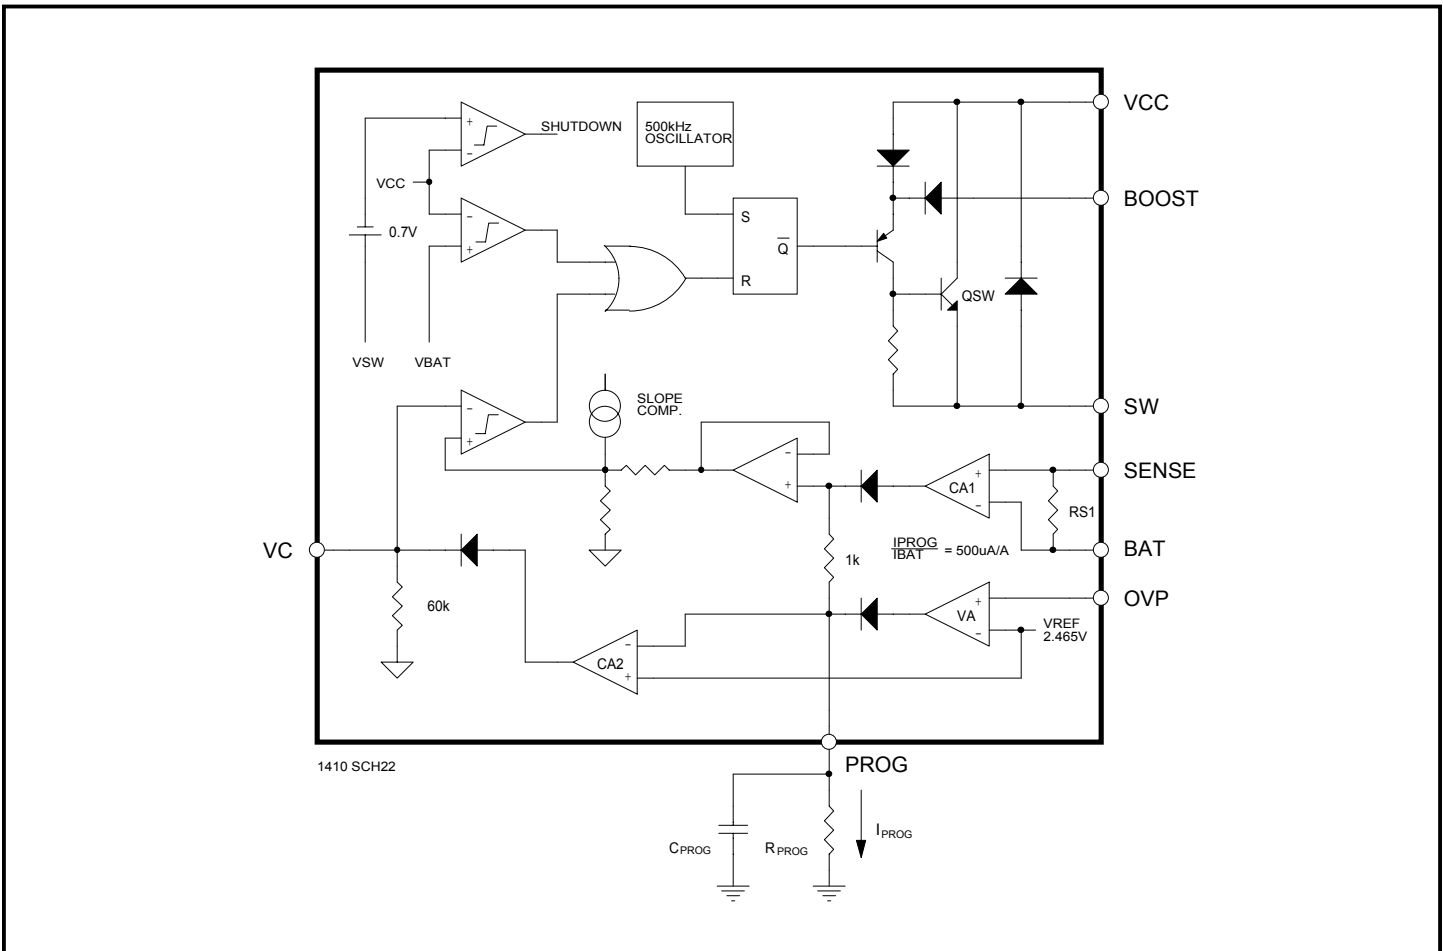 VCC
SHUTDOWN
500kHz
OSCILLATOR
+
-
VCC
BOOST
-
+
0.7V
S
Q
R
QSW
VSW
VBAT
SLOPE
COMP.
SW
-
+
-
+
SENSE
+
CA1
-
RS1
BAT
VC
IPROG
IBAT
= 500uA/A
1k
60k
OVP
+
VA
-
VREF
2.465V
-
CA2
+
1410 SCH22
PROG
IPROG
CPROG
RPROG